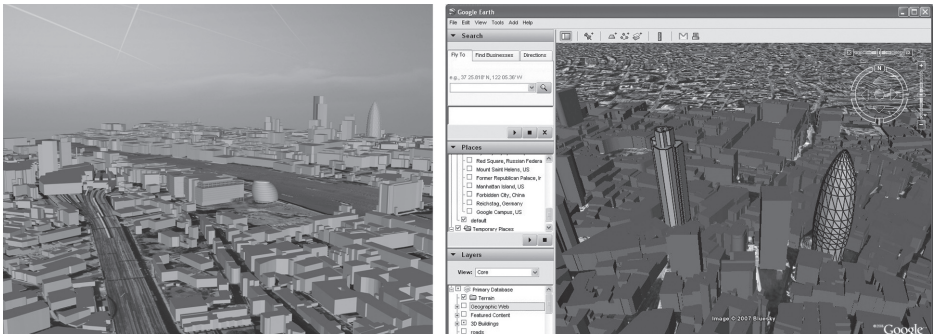 Google Earth
File Edit View Tools Add Help
Search
Fly To Find Businesses Directions
e.g., 37 25.818' N, 122 05.36' W
Places
Red Square, Russian Federa
Mount Saint Helens, US
Former Republican Palace, Ir
Manhattan Island, US
Forbidden City, China
Reichstag, Germany
Google Campus, US
default
Temporary Places
Layers
View: Core
Primary Database
Terrain
Geographic Web
Featured Content
3D Buildings
roads
N
Image © 2007 Bluesky
Google